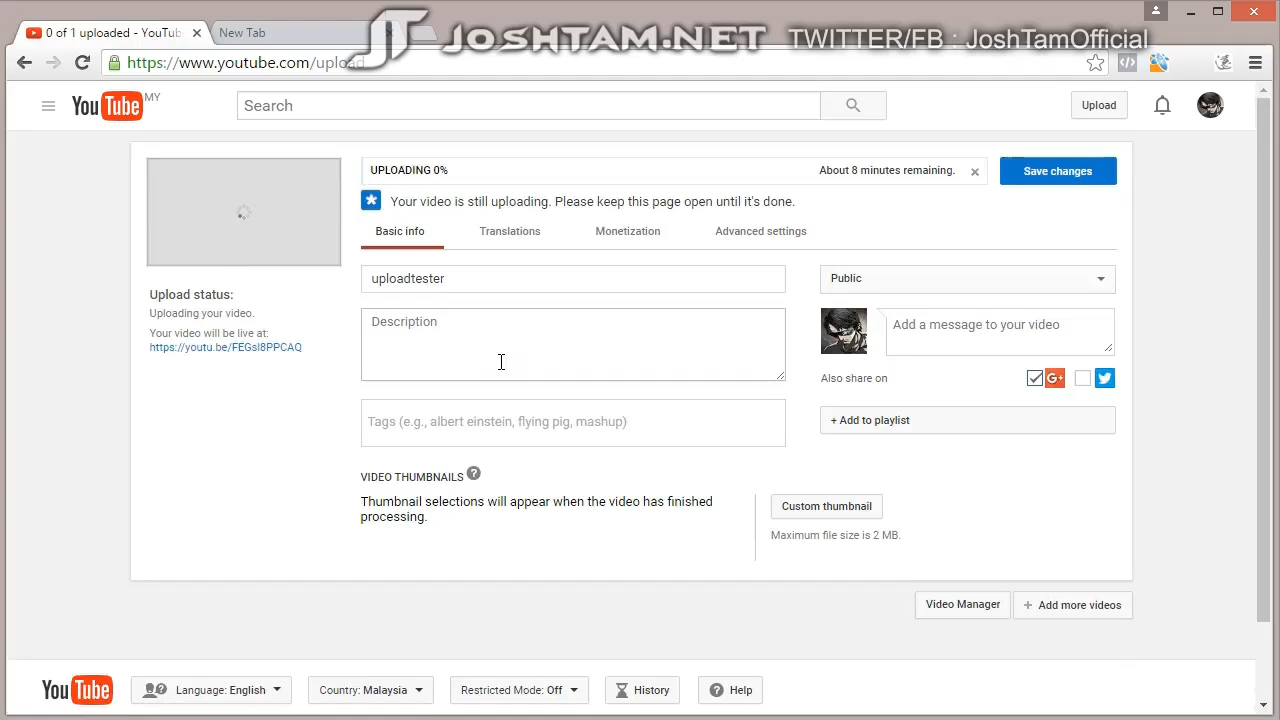 0 of 1 uploaded - YouTub
New Tab
JT JOSHTAM.NET TWITTER/FB : JoshTamOfficial
https://www.youtube.com/upload
YouTube MY
Search
Upload
UPLOADING 0%
About 8 minutes remaining.
Save changes
Your video is still uploading. Please keep this page open until it's done.
Basic info
Translations
Monetization
Advanced settings
uploadtester
Public
Upload status:
Uploading your video.
Your video will be live at:
https://youtu.be/FEGsI8PPCAQ
Description
Add a message to your video
Also share on
G+
Tags (e.g., albert einstein, flying pig, mashup)
+ Add to playlist
VIDEO THUMBNAILS ?
Thumbnail selections will appear when the video has finished
processing.
Custom thumbnail
Maximum file size is 2 MB.
Video Manager
+ Add more videos
YouTube
Language: English
Country: Malaysia
Restricted Mode: Off
History
Help